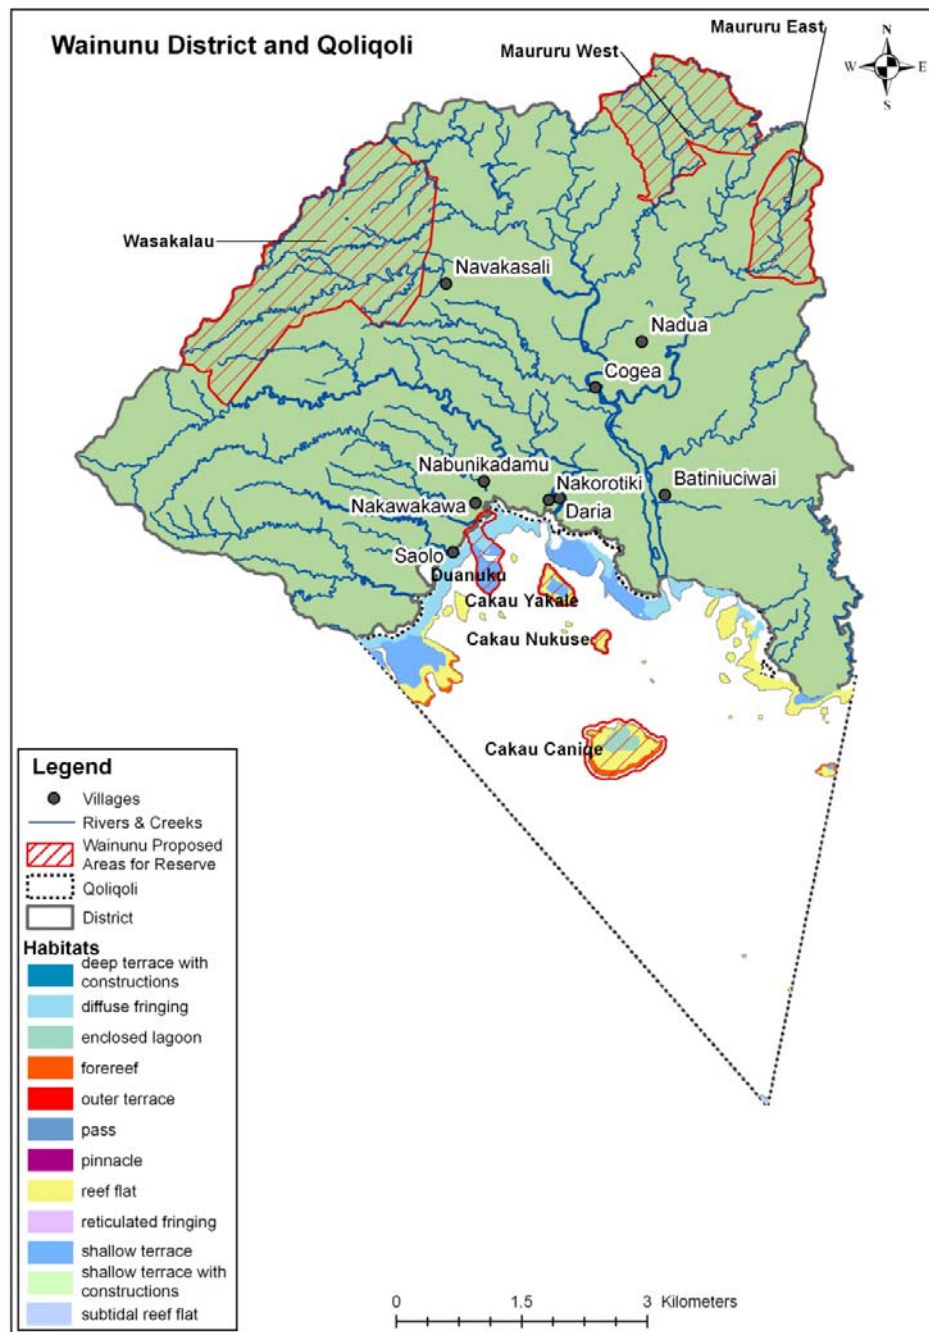 Wainunu District and Qoliqoli
Maururu East
Maururu West
N
W
E
S
Wasakalau
Navakasali
Nadua
Cogea
Nabunikadamu
Nakorotiki
Batiniuciwai
Nakawakawa
Daria
Saolo
Duanuku
Cakau Yakale
Cakau Nukuse
Cakau Caniqe
Legend
Villages
Rivers & Creeks
Wainunu Proposed
Areas for Reserve
Qoliqoli
District
Habitats
deep terrace with
constructions
diffuse fringing
enclosed lagoon
forereef
outer terrace
pass
pinnacle
reef flat
reticulated fringing
shallow terrace
shallow terrace with
constructions
subtidal reef flat
0 1.5 3 Kilometers